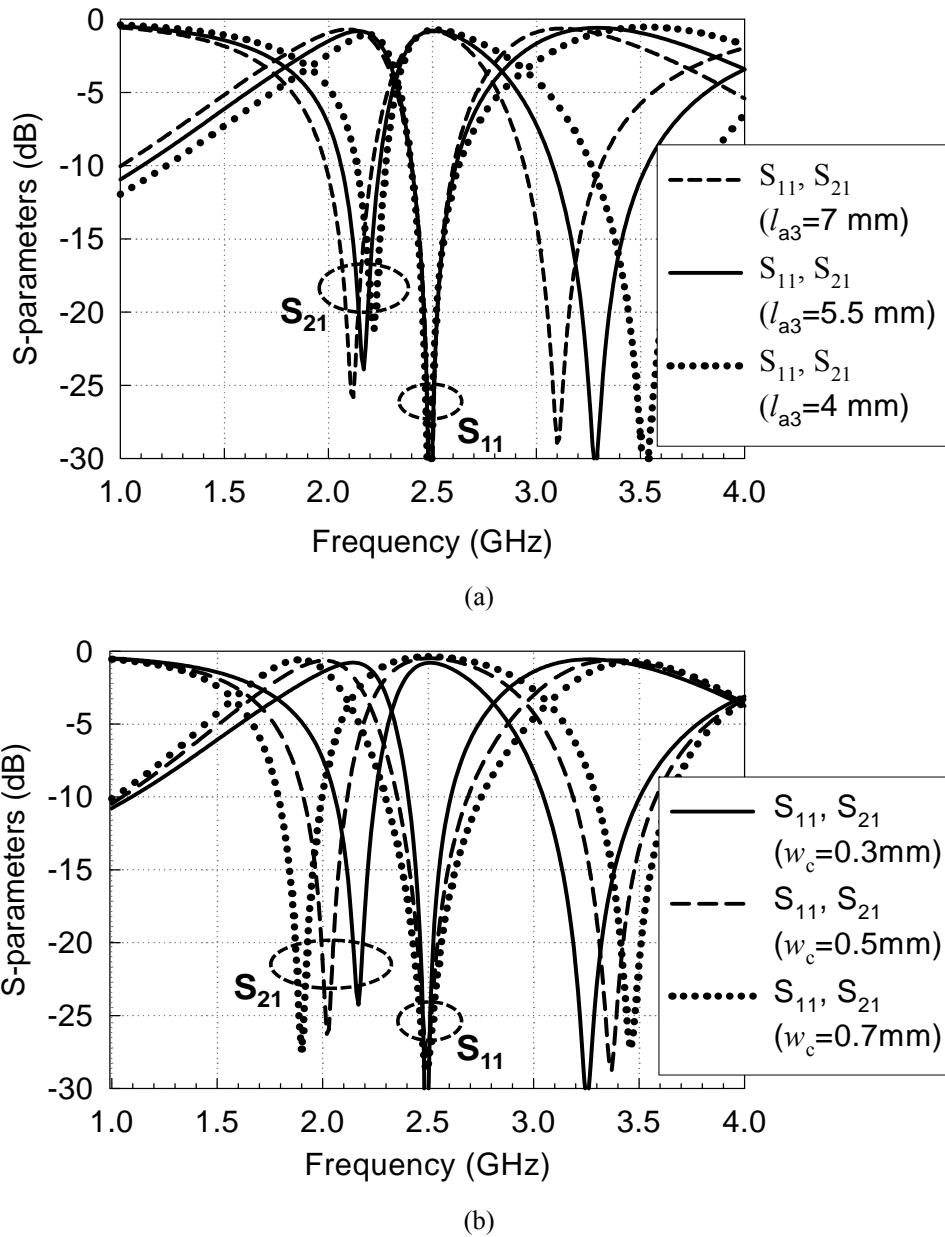 0
-5
-10
-15
-20
-25
-30
S-parameters (dB)
1.0 1.5 2.0 2.5 3.0 3.5 4.0
Frequency (GHz)
S21
S11
S11, S21
(la3=7 mm)
S11, S21
(la3=5.5 mm)
S11, S21
(la3=4 mm)
(a)
0
-5
-10
-15
-20
-25
-30
S-parameters (dB)
1.0 1.5 2.0 2.5 3.0 3.5 4.0
Frequency (GHz)
S21
S11
S11, S21
(wc=0.3mm)
S11, S21
(wc=0.5mm)
S11, S21
(wc=0.7mm)
(b)